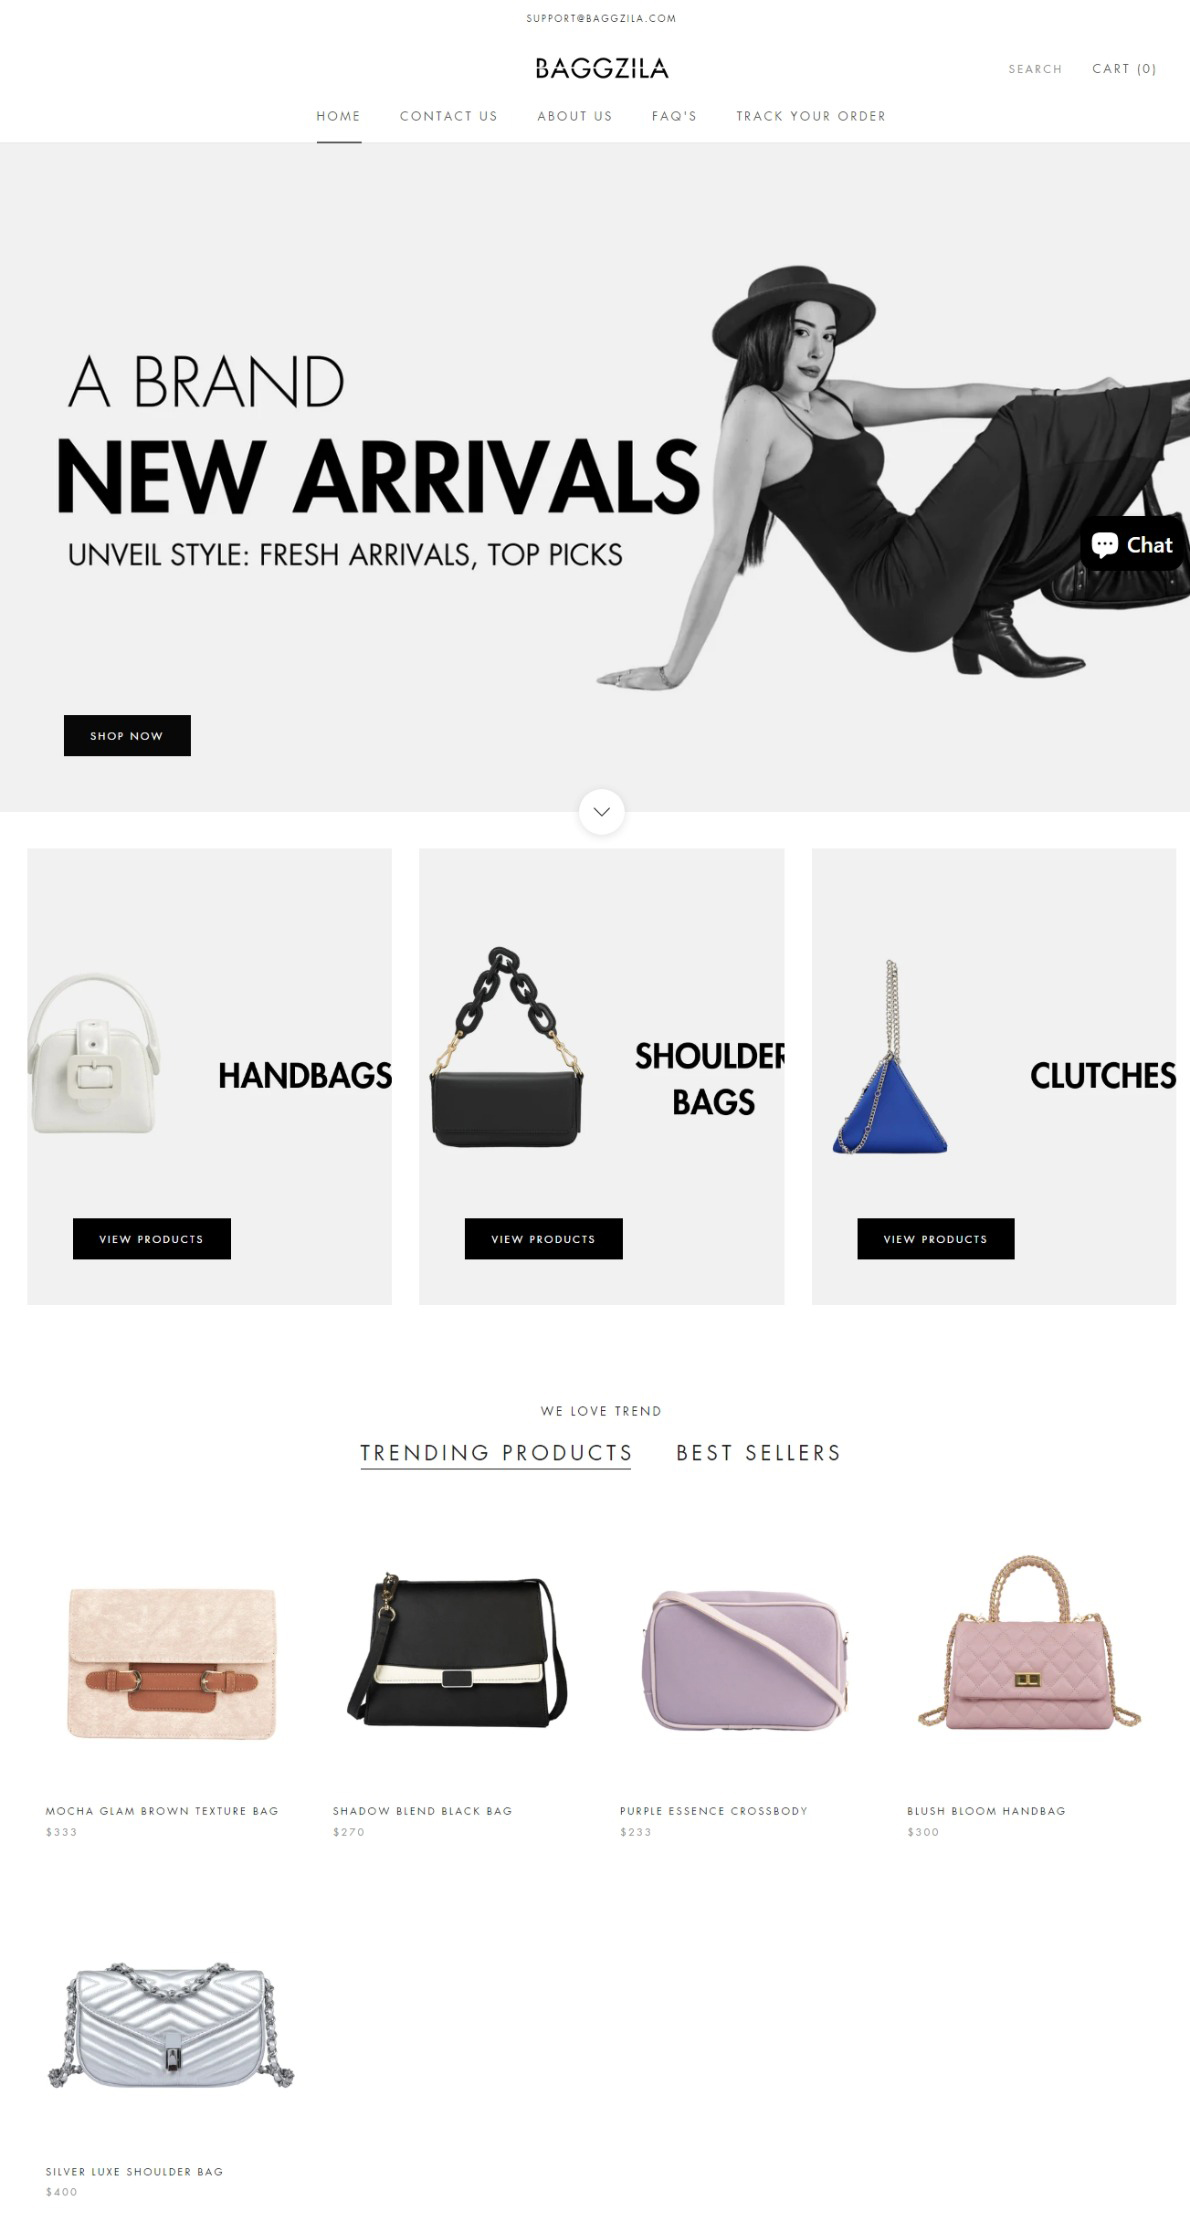 SUPPORT@BAGGZILA.COM
BAGGZILA
SEARCH
CART (0)
HOME
CONTACT US
ABOUT US
FAQ'S
TRACK YOUR ORDER
A BRAND
NEW ARRIVALS
UNVEIL STYLE: FRESH ARRIVALS, TOP PICKS
Chat
SHOP NOW
HANDBAGS
SHOULDER
BAGS
CLUTCHES
VIEW PRODUCTS
VIEW PRODUCTS
VIEW PRODUCTS
WE LOVE TREND
TRENDING PRODUCTS
BEST SELLERS
MOCHA GLAM BROWN TEXTURE BAG
$333
SHADOW BLEND BLACK BAG
$270
PURPLE ESSENCE CROSSBODY
$233
BLUSH BLOOM HANDBAG
$300
SILVER LUXE SHOULDER BAG
$400